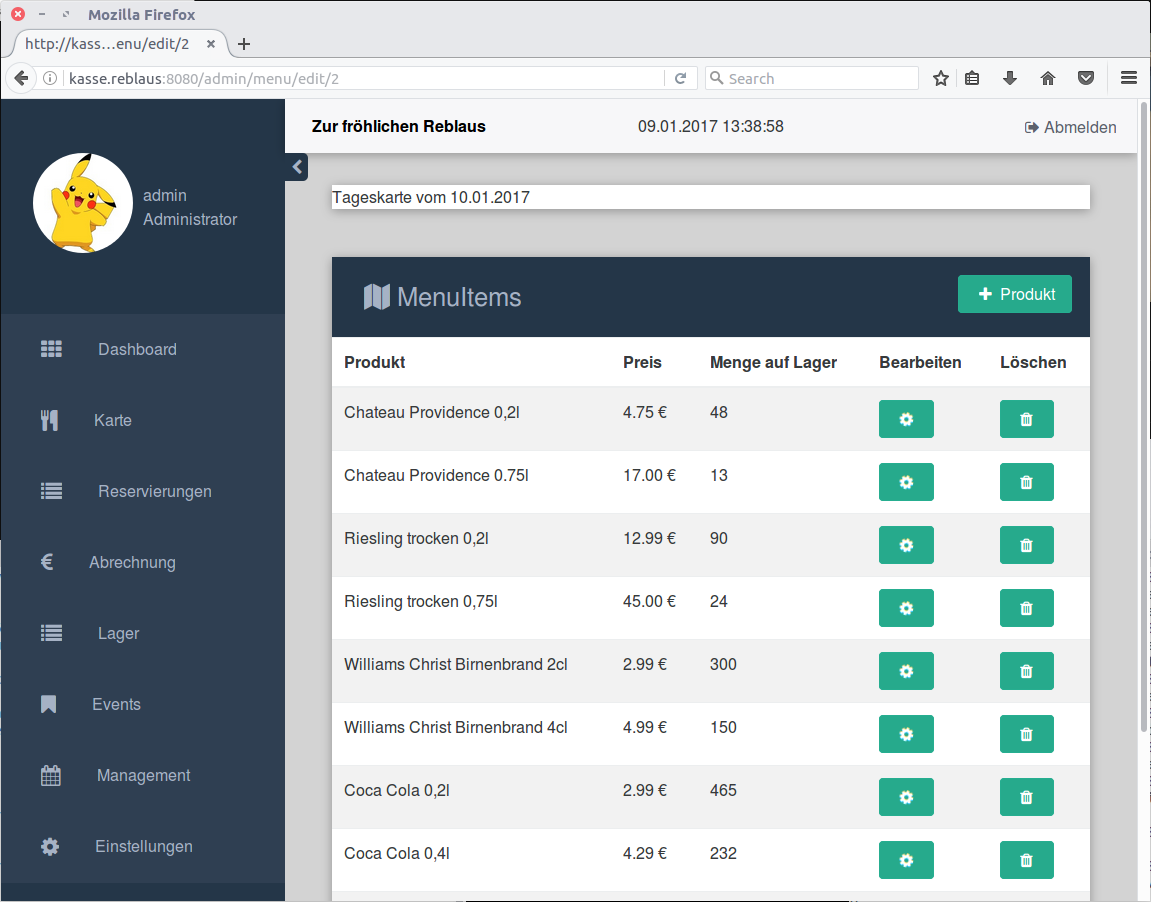 Mozilla Firefox
http://kass...enu/edit/2
kasse.reblaus:8080/admin/menu/edit/2
Search
Zur fröhlichen Reblaus 09.01.2017 13:38:58 Abmelden
admin
Administrator
Dashboard
Karte
Reservierungen
Abrechnung
Lager
Events
Management
Einstellungen
Tageskarte vom 10.01.2017
MenuItems
Produkt
Produkt Preis Menge auf Lager Bearbeiten Löschen
Chateau Providence 0,2l 4.75 € 48
Chateau Providence 0.75l 17.00 € 13
Riesling trocken 0,2l 12.99 € 90
Riesling trocken 0,75l 45.00 € 24
Williams Christ Birnenbrand 2cl 2.99 € 300
Williams Christ Birnenbrand 4cl 4.99 € 150
Coca Cola 0,2l 2.99 € 465
Coca Cola 0,4l 4.29 € 232